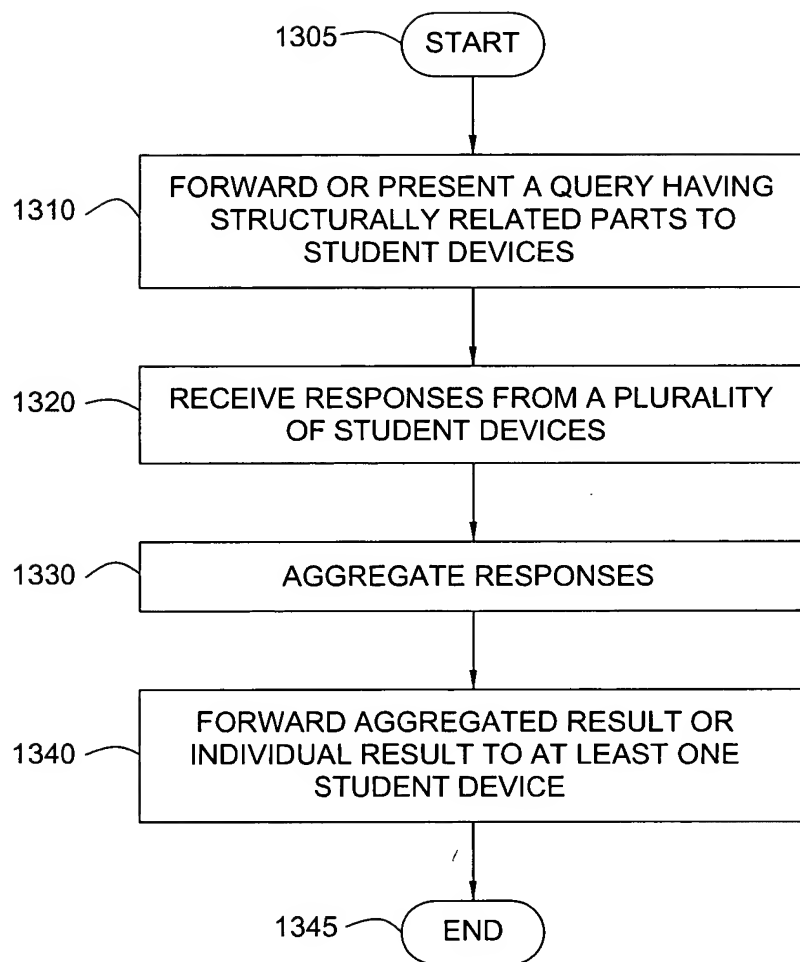 1305
START
1310
FORWARD OR PRESENT A QUERY HAVING
STRUCTURALLY RELATED PARTS TO
STUDENT DEVICES
1320
RECEIVE RESPONSES FROM A PLURALITY
OF STUDENT DEVICES
1330
AGGREGATE RESPONSES
1340
FORWARD AGGREGATED RESULT OR
INDIVIDUAL RESULT TO AT LEAST ONE
STUDENT DEVICE
1345
END